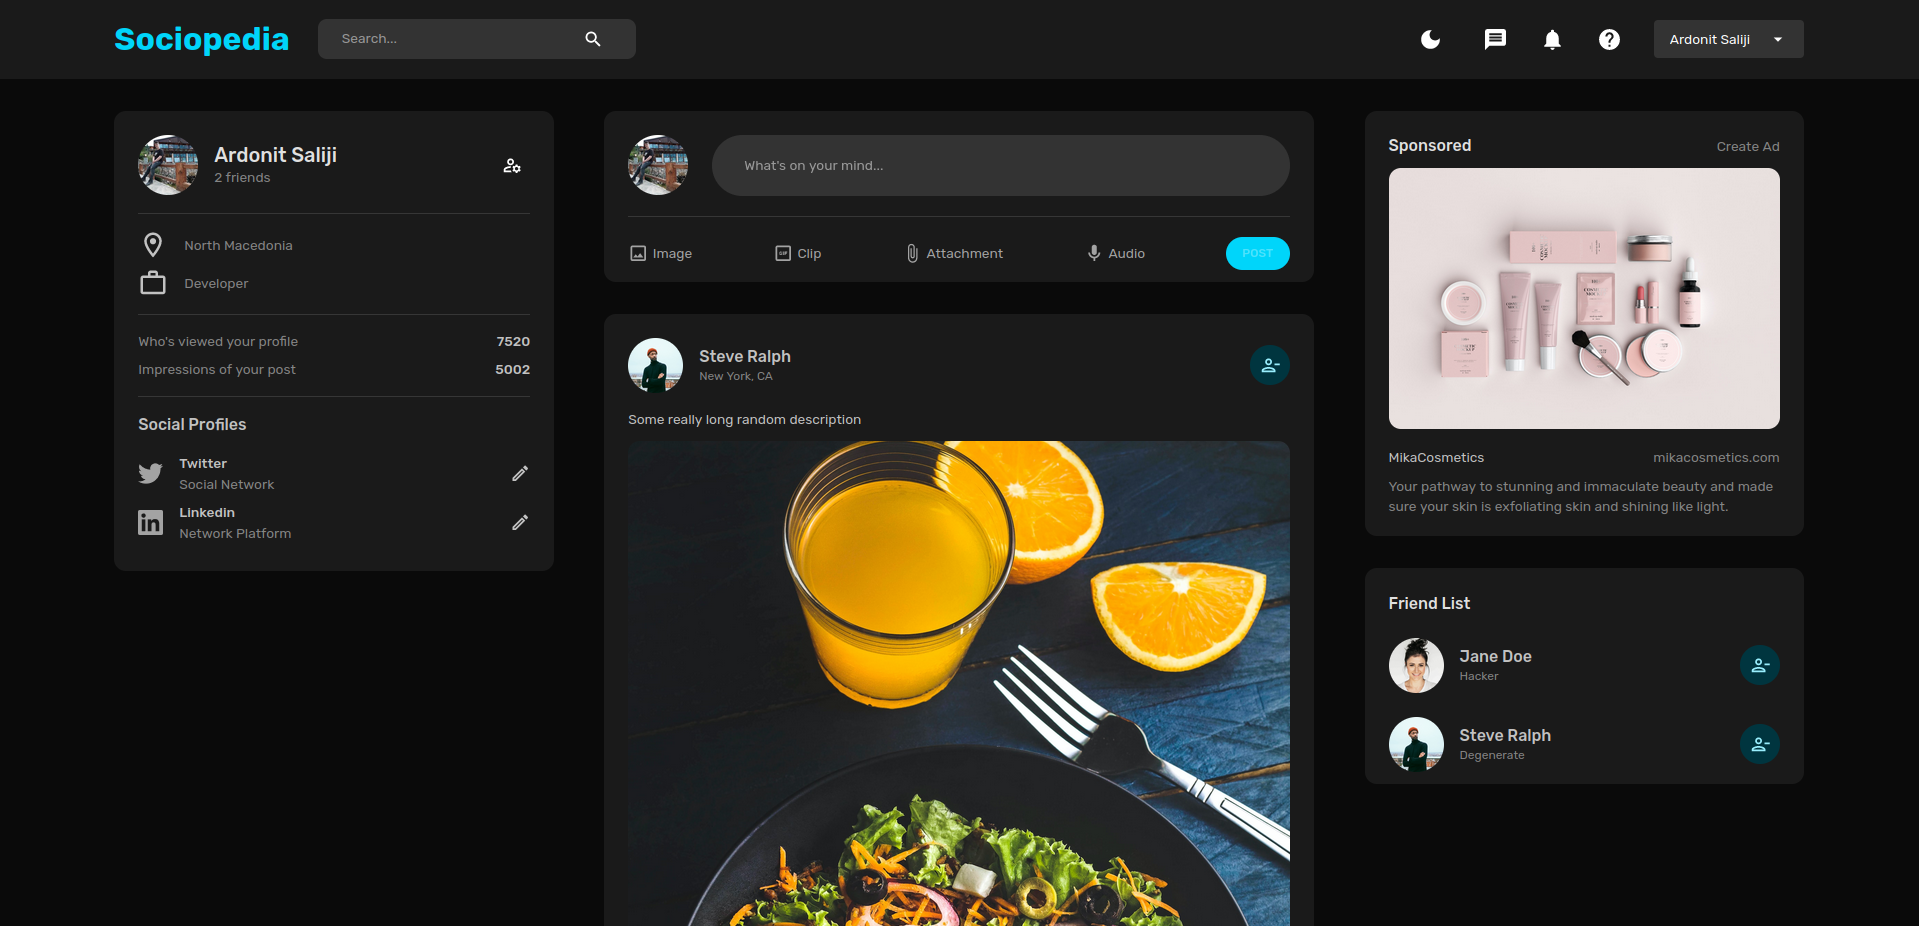 Sociopedia
Search...
Ardonit Saliji
Ardonit Saliji
2 friends
North Macedonia
Developer
Who's viewed your profile 7520
Impressions of your post 5002
Social Profiles
Twitter
Social Network
Linkedin
Network Platform
What's on your mind...
Image Clip Attachment Audio POST
Steve Ralph
New York, CA
Some really long random description
Sponsored Create Ad
MikaCosmetics mikacosmetics.com
Your pathway to stunning and immaculate beauty and made
sure your skin is exfoliating skin and shining like light.
Friend List
Jane Doe
Hacker
Steve Ralph
Degenerate